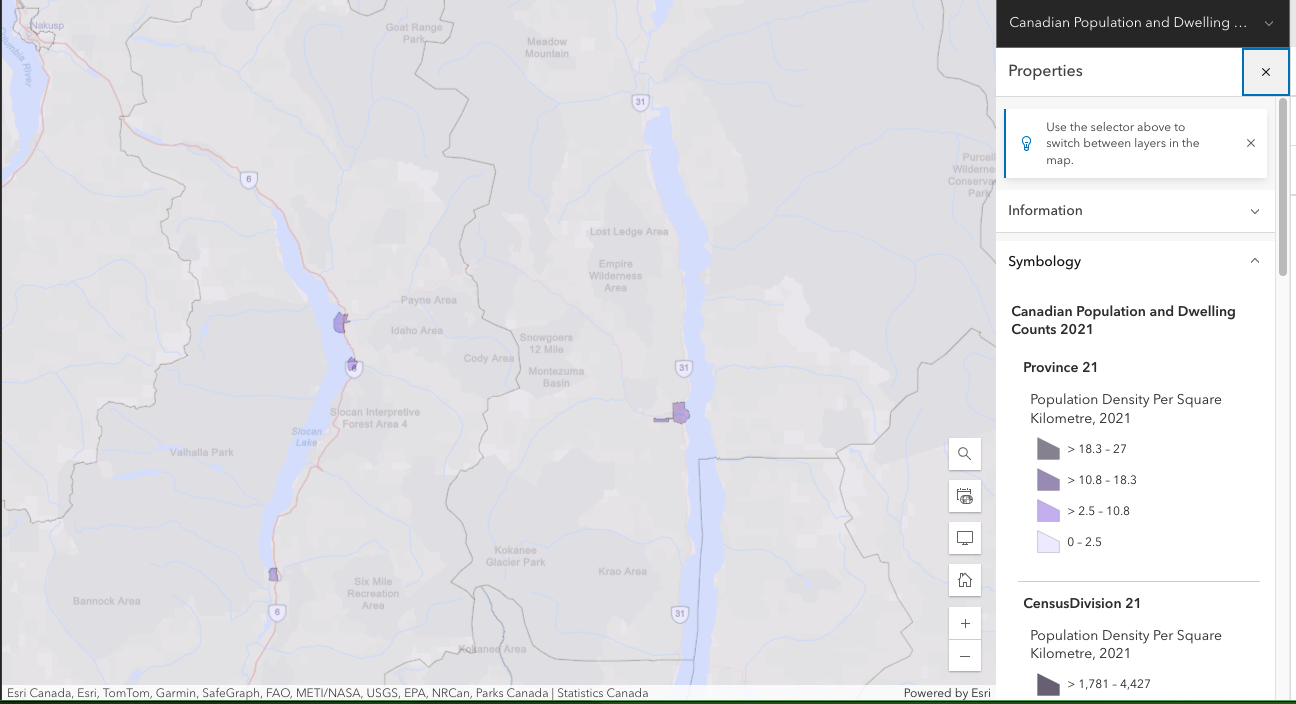 Nakusp
Columbia River
Goat Range
Park
Meadow
Mountain
31
6
Purcell
Wilderne
Conserva
Park
Lost Ledge Area
Empire
Wilderness
Area
Payne Area
Idaho Area
Snowgoers
12 Mile
Cody Area
Montezuma
Basin
31
6
Slocan Interpretive
Forest Area 4
Slocan
Lake
Valhalla Park
Kokanee
Glacier Park
Krao Area
Six Mile
Recreation
Area
Bannock Area
6
31
Kokanee Area
Esri Canada, Esri, TomTom, Garmin, SafeGraph, FAO, METI/NASA, USGS, EPA, NRCan, Parks Canada | Statistics Canada
Powered by Esri
Canadian Population and Dwelling ...
Properties
Use the selector above to
switch between layers in the
map.
Information
Symbology
Canadian Population and Dwelling
Counts 2021
Province 21
Population Density Per Square
Kilometre, 2021
> 18.3 – 27
> 10.8 – 18.3
> 2.5 – 10.8
0 – 2.5
CensusDivision 21
Population Density Per Square
Kilometre, 2021
> 1,781 – 4,427